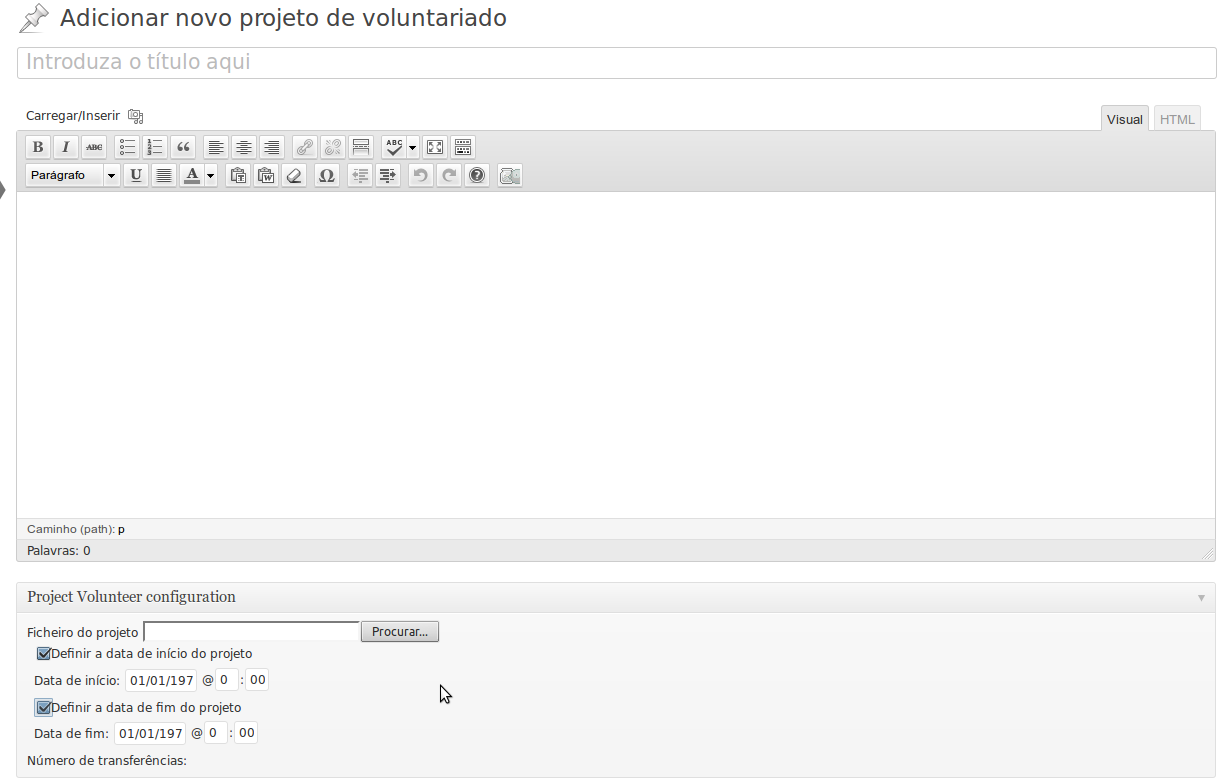 Adicionar novo projeto de voluntariado
Introduza o título aqui
Carregar/Inserir
Visual HTML
B I ABC ABC
Parágrafo U A Ω
Caminho (path): p
Palavras: 0
Project Volunteer configuration
Ficheiro do projeto Procurar...
Definir a data de início do projeto
Data de início: 01/01/197 @ 0 : 00
Definir a data de fim do projeto
Data de fim: 01/01/197 @ 0 : 00
Número de transferências: